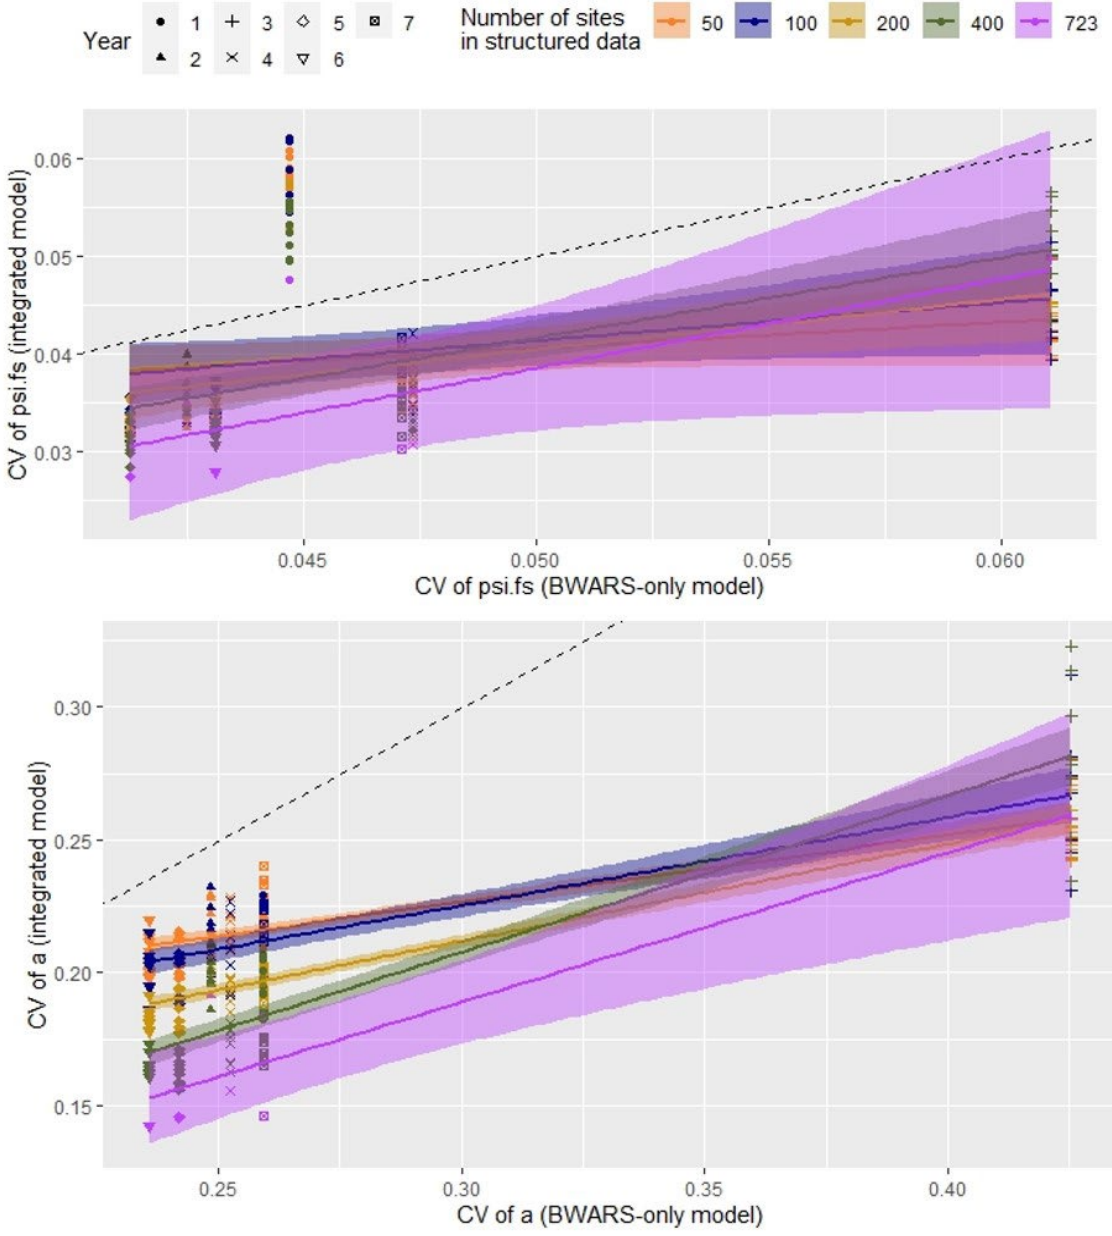 Year 1 3 5 7
2 4 6
Number of sites
in structured data 50 100 200 400 723
0.06
0.05
0.04
0.03
CV of psi.fs (integrated model)
0.045 0.050 0.055 0.060
CV of psi.fs (BWARS-only model)
0.30
0.25
0.20
0.15
CV of a (integrated model)
0.25 0.30 0.35 0.40
CV of a (BWARS-only model)